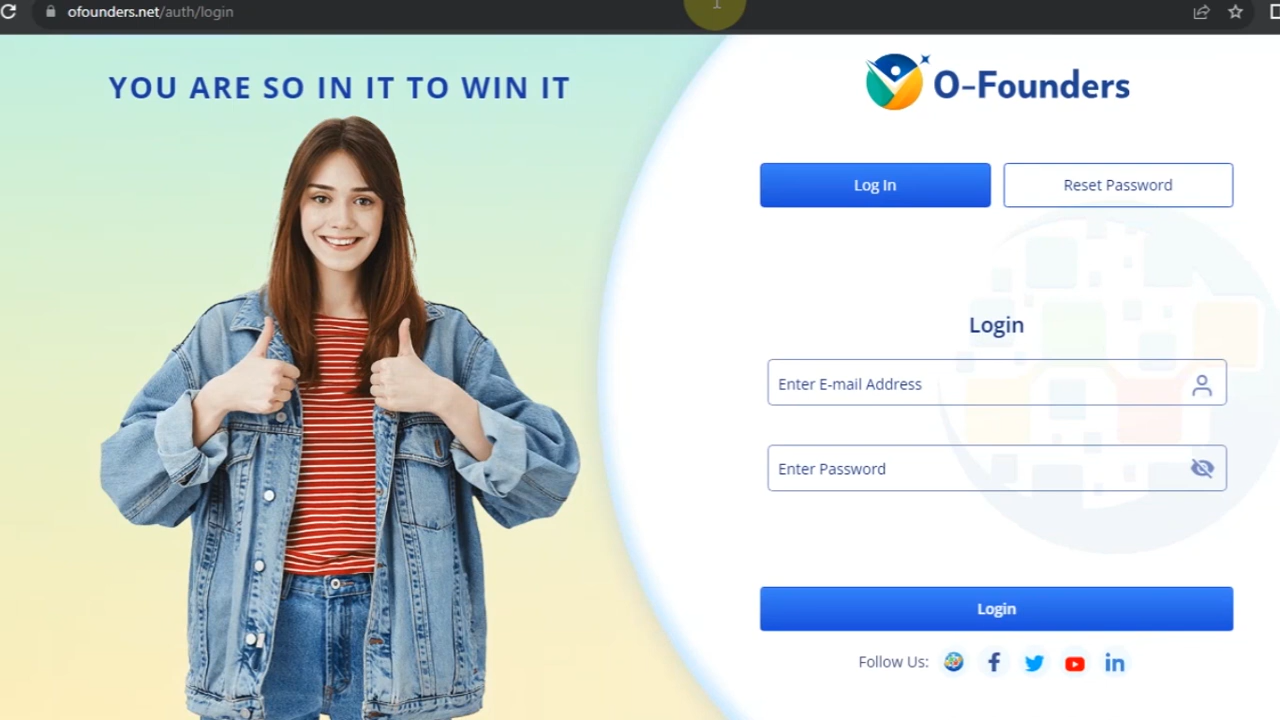 ofounders.net/auth/login
YOU ARE SO IN IT TO WIN IT
O-Founders
Log In
Reset Password
Login
Enter E-mail Address
Enter Password
Login
Follow Us: